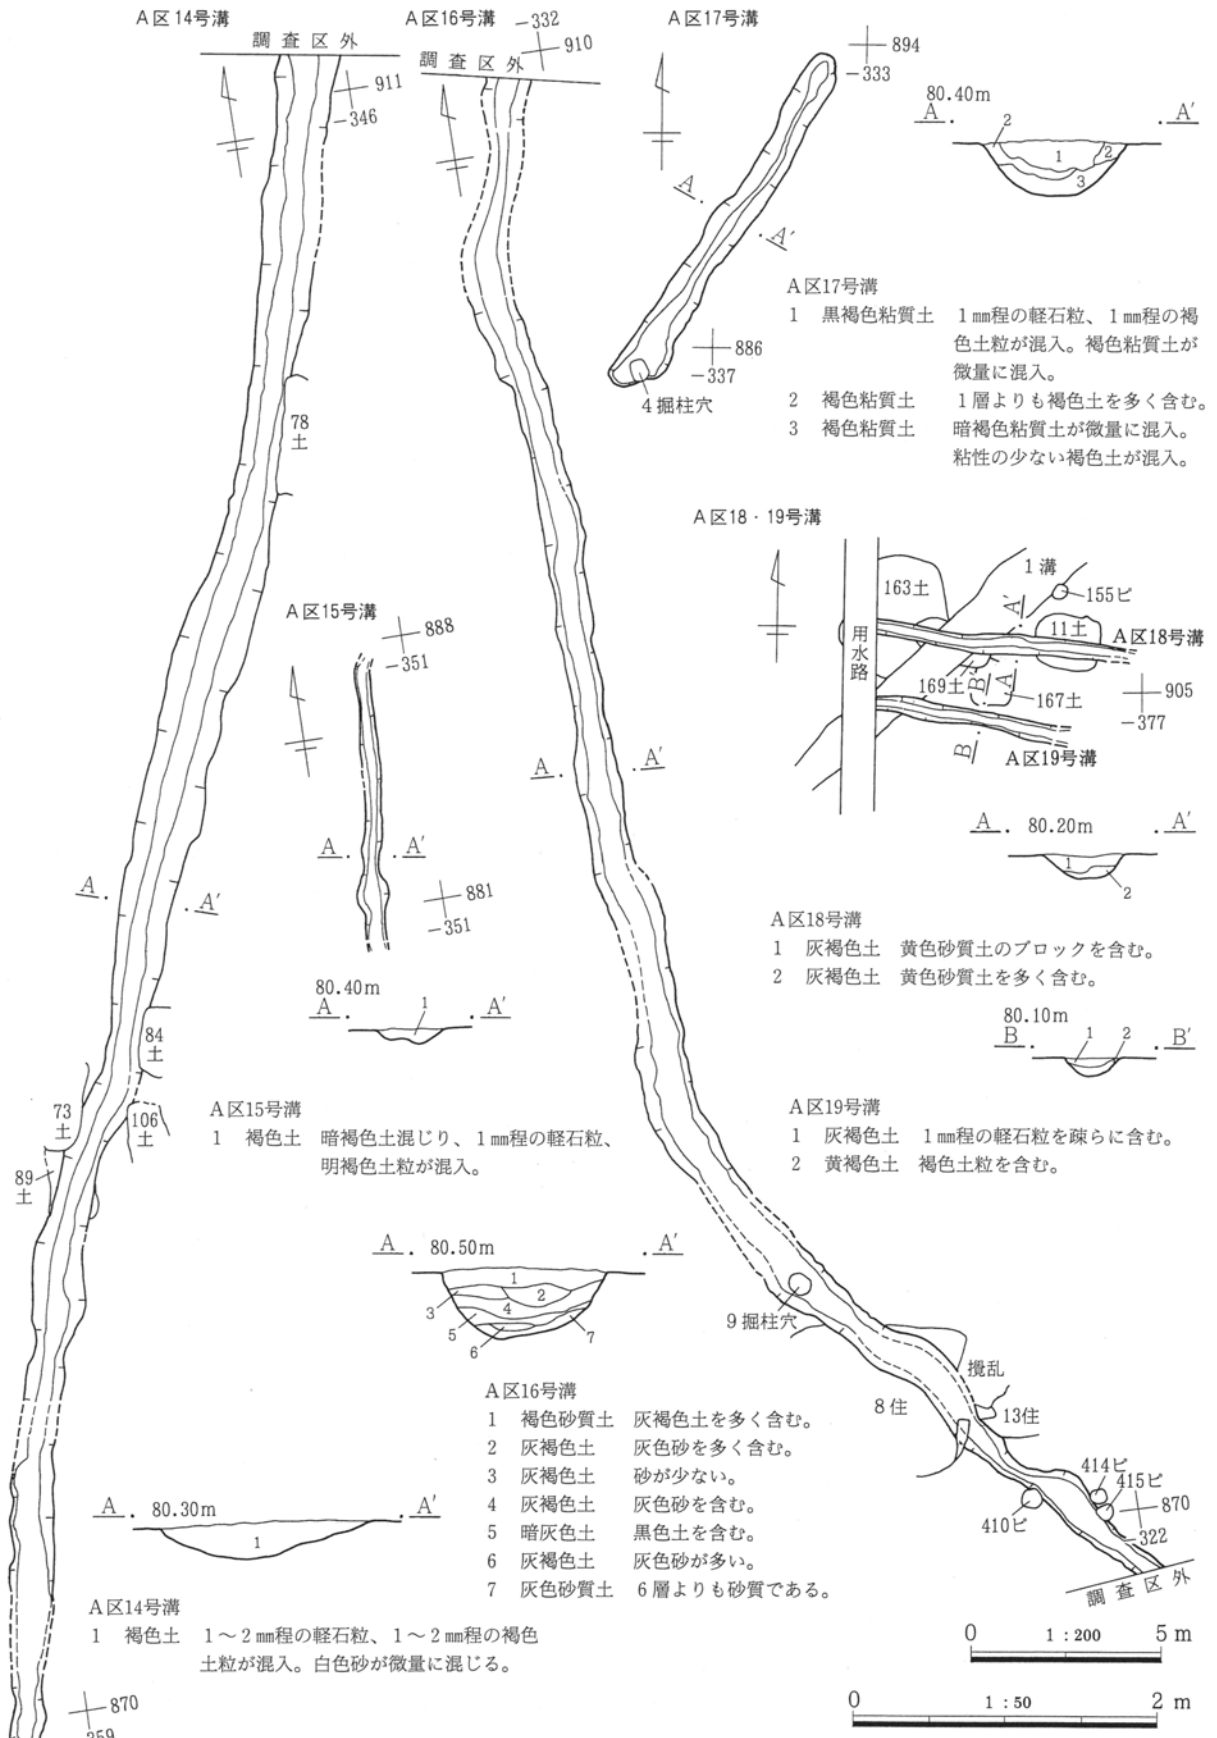 A区14号溝
調査区外
911
-346
78
土
A
A′
84
土
73
土
106
土
89
土
A 80.30m A′
1
A区14号溝
1 褐色土 1～2㎜程の軽石粒、1～2㎜程の褐色
土粒が混入。白色砂が微量に混じる。
870
A区15号溝
888
-351
A A′
881
-351
80.40m
A A′
1
A区15号溝
1 褐色土 暗褐色土混じり、1㎜程の軽石粒、
明褐色土粒が混入。
A区16号溝
-332
910
調査区外
A A′
9掘柱穴
攪乱
8住
13住
414ピ
415ピ
410ピ
870
-322
調査区外
A 80.50m A′
1
2
3
4
5
6
7
A区16号溝
1 褐色砂質土 灰褐色土を多く含む。
2 灰褐色土 灰色砂を多く含む。
3 灰褐色土 砂が少ない。
4 灰褐色土 灰色砂を含む。
5 暗灰色土 黒色土を含む。
6 灰褐色土 灰色砂が多い。
7 灰色砂質土 6層よりも砂質である。
A区17号溝
894
-333
A
A′
886
-337
4掘柱穴
80.40m
A A′
2
1
2
3
A区17号溝
1 黒褐色粘質土 1㎜程の軽石粒、1㎜程の褐
色土粒が混入。褐色粘質土が
微量に混入。
2 褐色粘質土 1層よりも褐色土を多く含む。
3 褐色粘質土 暗褐色粘質土が微量に混入。
粘性の少ない褐色土が混入。
A区18・19号溝
163土
1溝
155ピ
A′
11土
A区18号溝
用水路
169土
B′
A
167土
905
-377
B
A区19号溝
A 80.20m A′
1
2
A区18号溝
1 灰褐色土 黄色砂質土のブロックを含む。
2 灰褐色土 黄色砂質土を多く含む。
80.10m
B B′
1
2
A区19号溝
1 灰褐色土 1㎜程の軽石粒を疎らに含む。
2 黄褐色土 褐色土粒を含む。
0 1:200 5m
0 1:50 2m